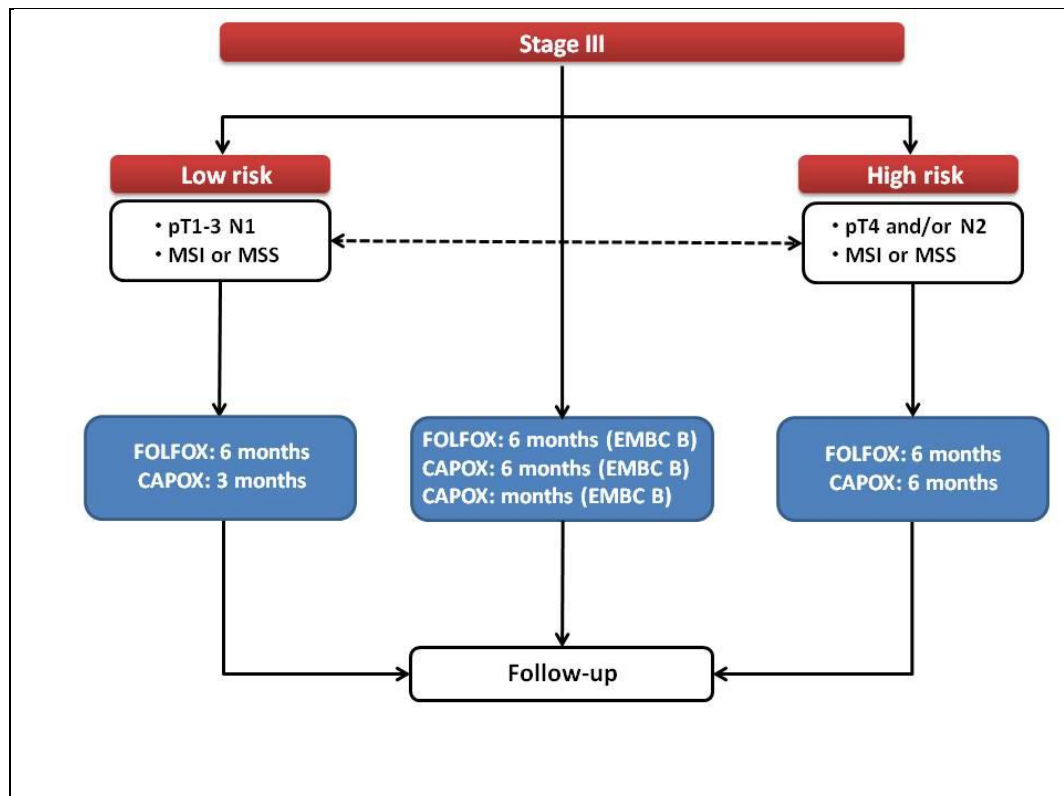 Stage III
Low risk
• pT1-3 N1
• MSI or MSS
High risk
• pT4 and/or N2
• MSI or MSS
FOLFOX: 6 months
CAPOX: 3 months
FOLFOX: 6 months (EMBC B)
CAPOX: 6 months (EMBC B)
CAPOX: months (EMBC B)
FOLFOX: 6 months
CAPOX: 6 months
Follow-up